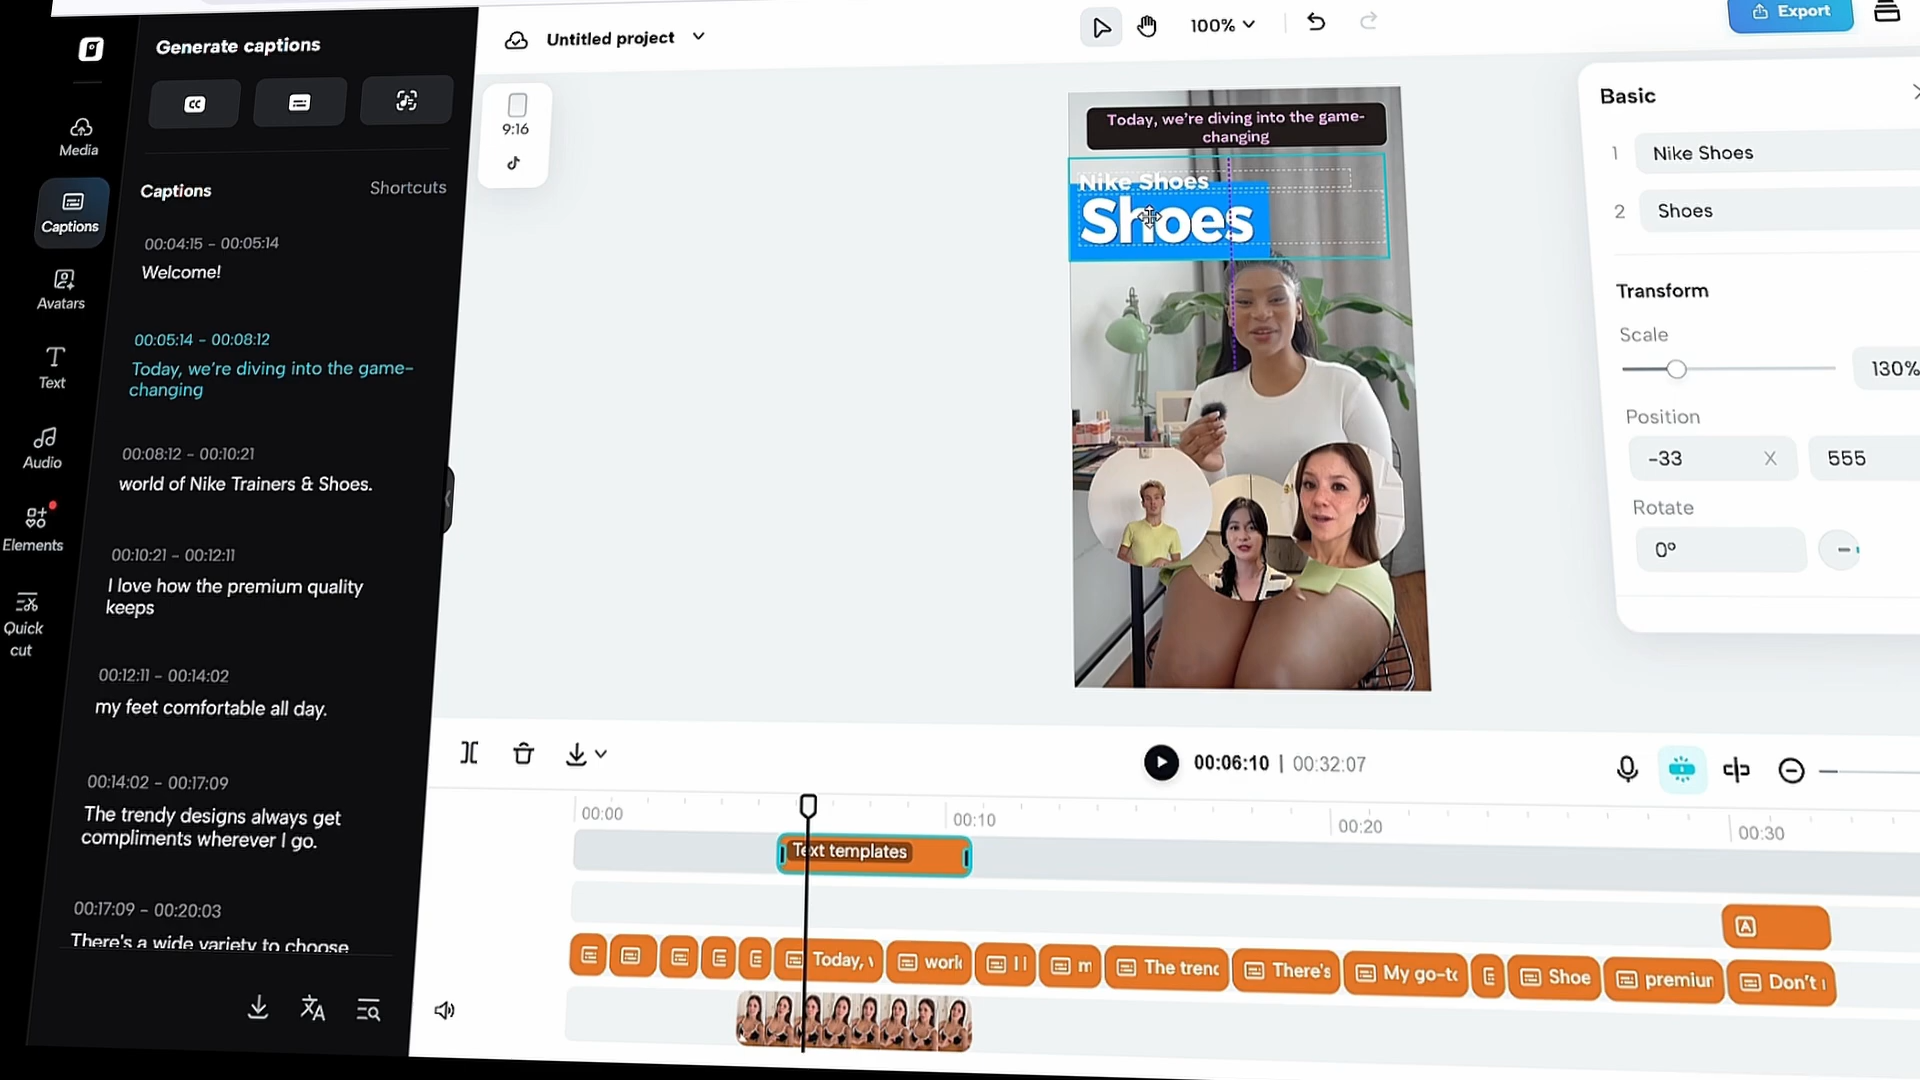 Generate captions
Media
Captions
Avatars
Text
Audio
Elements
Quick
cut
Captions
Shortcuts
00:04:15 – 00:05:14
Welcome!
00:05:14 – 00:08:12
Today, we’re diving into the game-
changing
00:08:12 – 00:10:21
world of Nike Trainers & Shoes.
00:10:21 – 00:12:11
I love how the premium quality
keeps
00:12:11 – 00:14:02
my feet comfortable all day.
00:14:02 – 00:17:09
The trendy designs always get
compliments wherever I go.
00:17:09 – 00:20:03
There's a wide variety to choose
Untitled project
100%
Export
9:16
Today, we’re diving into the game-
changing
Nike Shoes
Shoes
Basic
1 Nike Shoes
2 Shoes
Transform
Scale
130%
Position
-33 X 555
Rotate
0°
00:06:10 | 00:32:07
00:00
00:10
00:20
00:30
Text templates
Today,
The
There's
My
Shoe
Don't